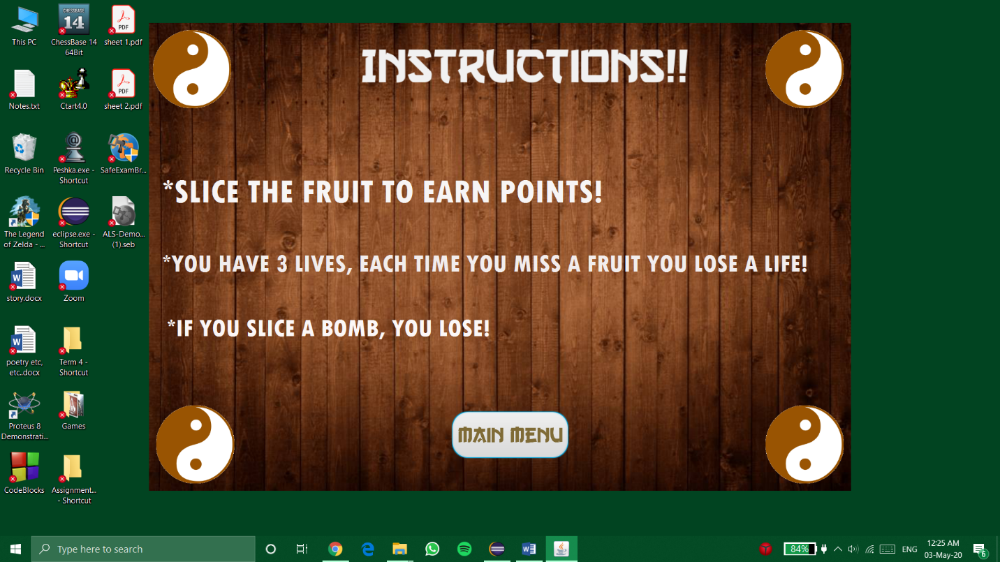 This PC
CHESSBASE
14
ChessBase 14
64Bit
PDF
sheet 1.pdf
Notes.txt
Ctart4.0
PDF
sheet 2.pdf
Recycle Bin
Peshka.exe -
Shortcut
SafeExamBr...
The Legend
of Zelda - ...
eclipse.exe -
Shortcut
ALS-Demo...
(1).seb
W
story.docx
Zoom
W
poetry etc,
etc..docx
Term 4 -
Shortcut
Proteus 8
Demonstrati...
Games
CodeBlocks
Assignment...
- Shortcut
INSTRUCTIONS!!
*SLICE THE FRUIT TO EARN POINTS!
*YOU HAVE 3 LIVES, EACH TIME YOU MISS A FRUIT YOU LOSE A LIFE!
*IF YOU SLICE A BOMB, YOU LOSE!
MAIN MENU
Type here to search
W
84%
ENG
12:25 AM
03-May-20
6